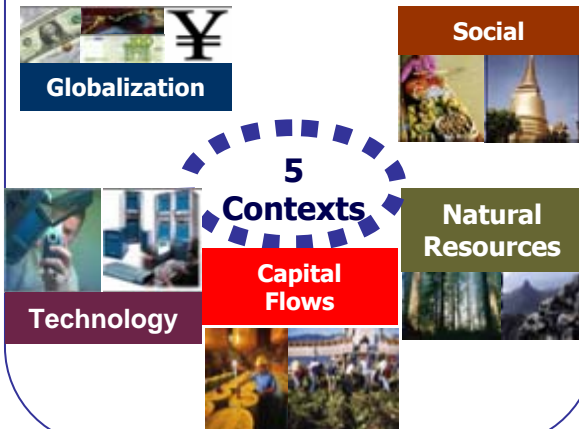 ¥
Globalization
Social
5
Contexts
Technology
Capital
Flows
Natural
Resources